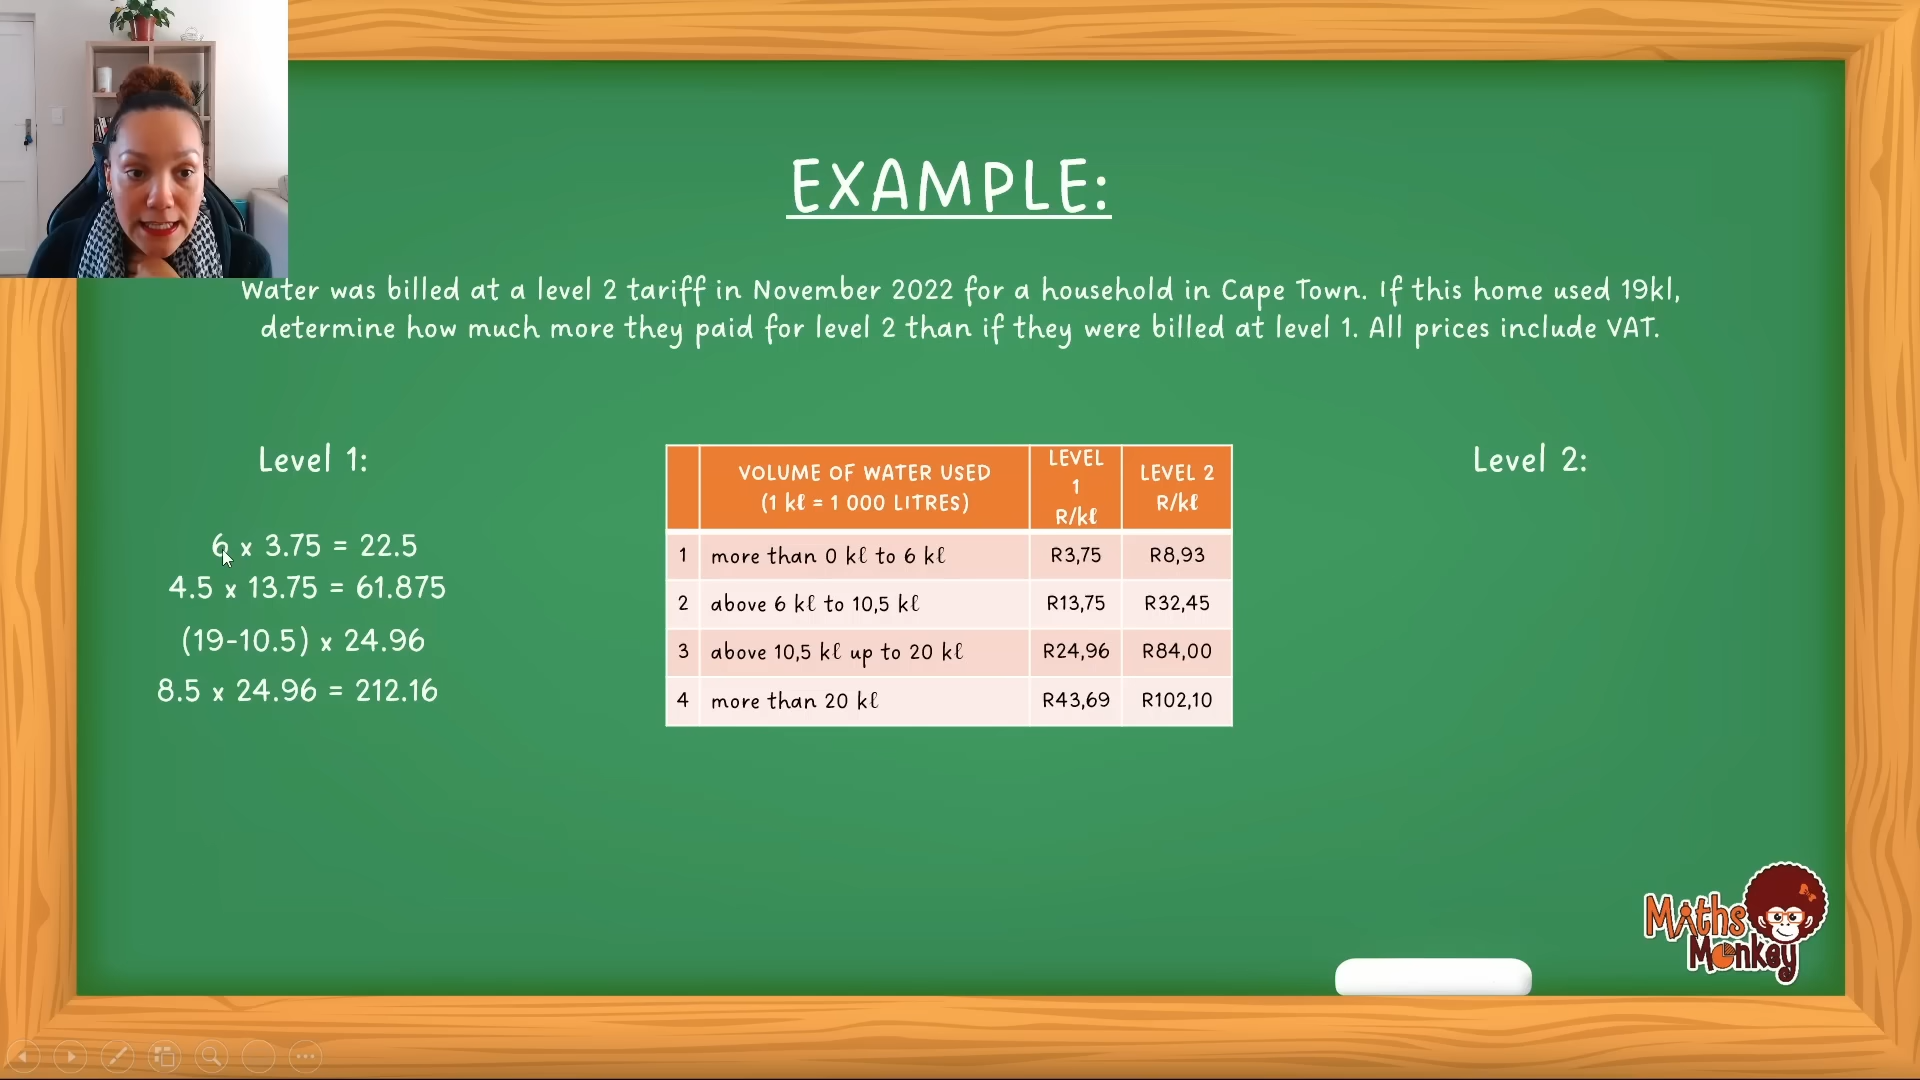 EXAMPLE:
Water was billed at a level 2 tariff in November 2022 for a household in Cape Town. If this home used 19kl,
determine how much more they paid for level 2 than if they were billed at level 1. All prices include VAT.
Level 1:
6 x 3.75 = 22.5
4.5 x 13.75 = 61.875
(19-10.5) x 24.96
8.5 x 24.96 = 212.16
VOLUME OF WATER USED
(1 kℓ = 1 000 LITRES)
LEVEL
1
R/kℓ
LEVEL 2
R/kℓ
1 more than 0 kℓ to 6 kℓ R3,75 R8,93
2 above 6 kℓ to 10,5 kℓ R13,75 R32,45
3 above 10,5 kℓ up to 20 kℓ R24,96 R84,00
4 more than 20 kℓ R43,69 R102,10
Level 2:
Maths
Monkey